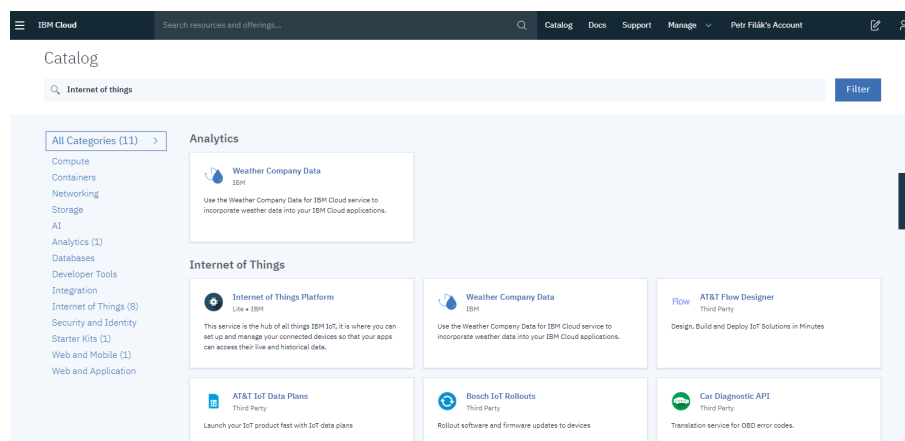 IBM Cloud
Search resources and offerings...
Catalog
Docs
Support
Manage
Petr Filák's Account
Catalog
Internet of things
Filter
All Categories (11)
Compute
Containers
Networking
Storage
AI
Analytics (1)
Databases
Developer Tools
Integration
Internet of Things (8)
Security and Identity
Starter Kits (1)
Web and Mobile (1)
Web and Application
Analytics
Weather Company Data
IBM
Use the Weather Company Data for IBM Cloud service to
incorporate weather data into your IBM Cloud applications.
Internet of Things
Internet of Things Platform
Lite • IBM
This service is the hub of all things IBM IoT, it is where you can
set up and manage your connected devices so that your apps
can access their live and historical data.
Weather Company Data
IBM
Use the Weather Company Data for IBM Cloud service to
incorporate weather data into your IBM Cloud applications.
Flow
AT&T Flow Designer
Third Party
Design, Build and Deploy IoT Solutions in Minutes
AT&T IoT Data Plans
Third Party
Launch your IoT product fast with IoT data plans
Bosch IoT Rollouts
Third Party
Rollout software and firmware updates to devices
Car Diagnostic API
Third Party
Translation service for OBD error codes.